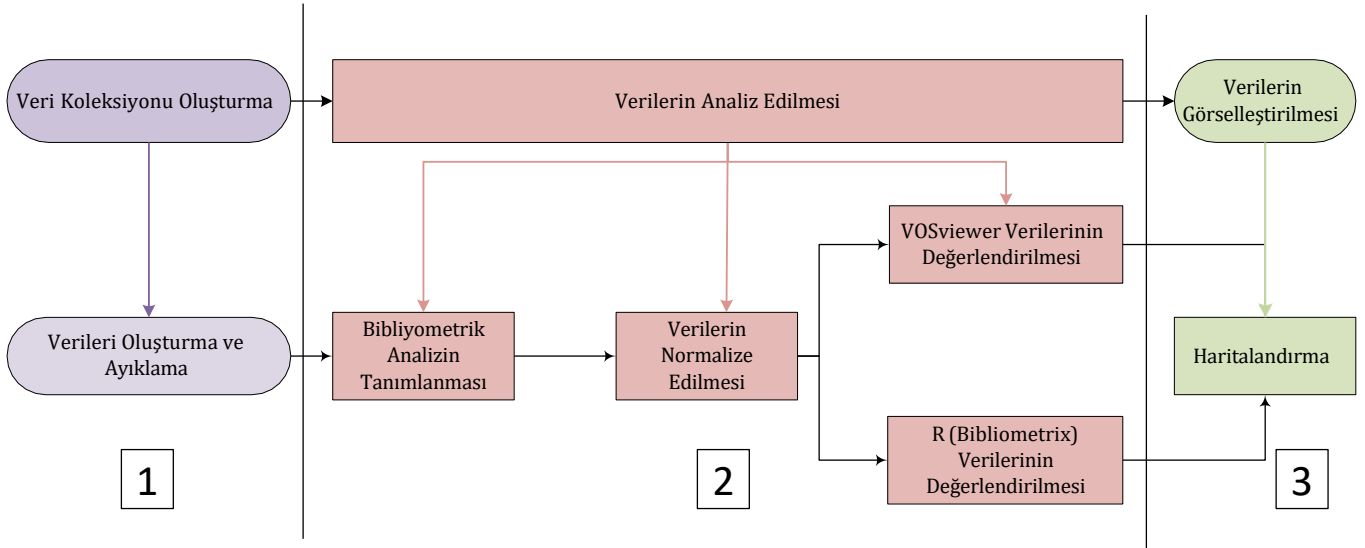 Veri Koleksiyonu Oluşturma
Verilerin Analiz Edilmesi
Verilerin
Görselleştirilmesi
VOSviewer Verilerinin
Değerlendirilmesi
Verileri Oluşturma ve
Ayıklama
Bibliyometrik
Analizin
Tanımlanması
Verilerin
Normalize
Edilmesi
Haritalandırma
R (Bibliometrix)
Verilerinin
Değerlendirilmesi
1
2
3